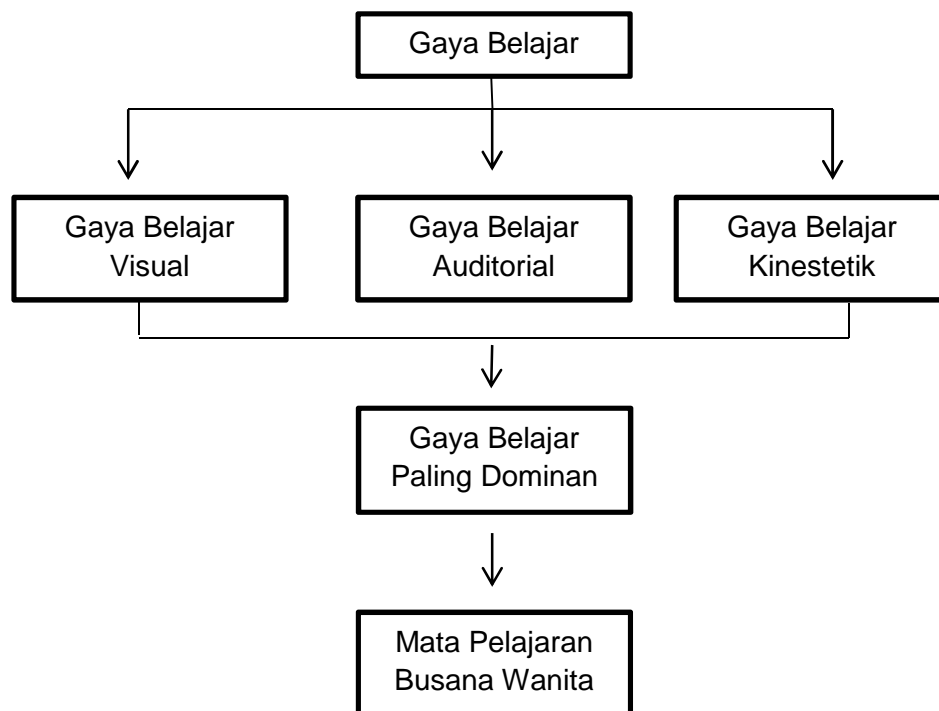 Gaya Belajar
Gaya Belajar
Visual
Gaya Belajar
Auditorial
Gaya Belajar
Kinestetik
Gaya Belajar
Paling Dominan
Mata Pelajaran
Busana Wanita